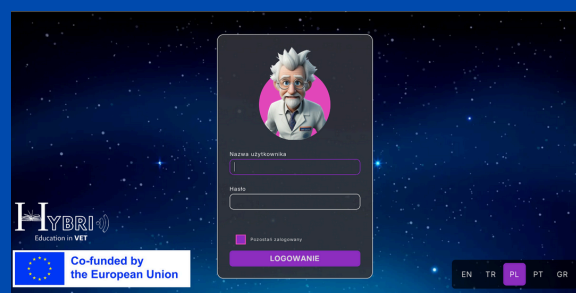 Nazwa użytkownika
Hasło
Pozostań zalogowany
LOGOWANIE
HYBRI
Education in VET
Co-funded by
the European Union
EN TR PL PT GR